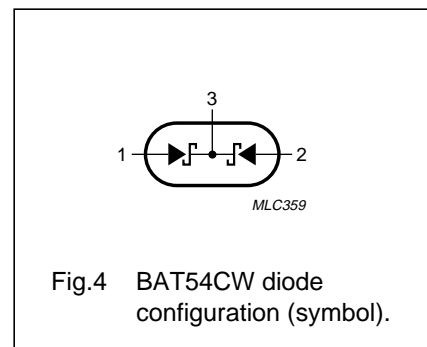 3
1 2
MLC359
Fig.4 BAT54CW diode
configuration (symbol).